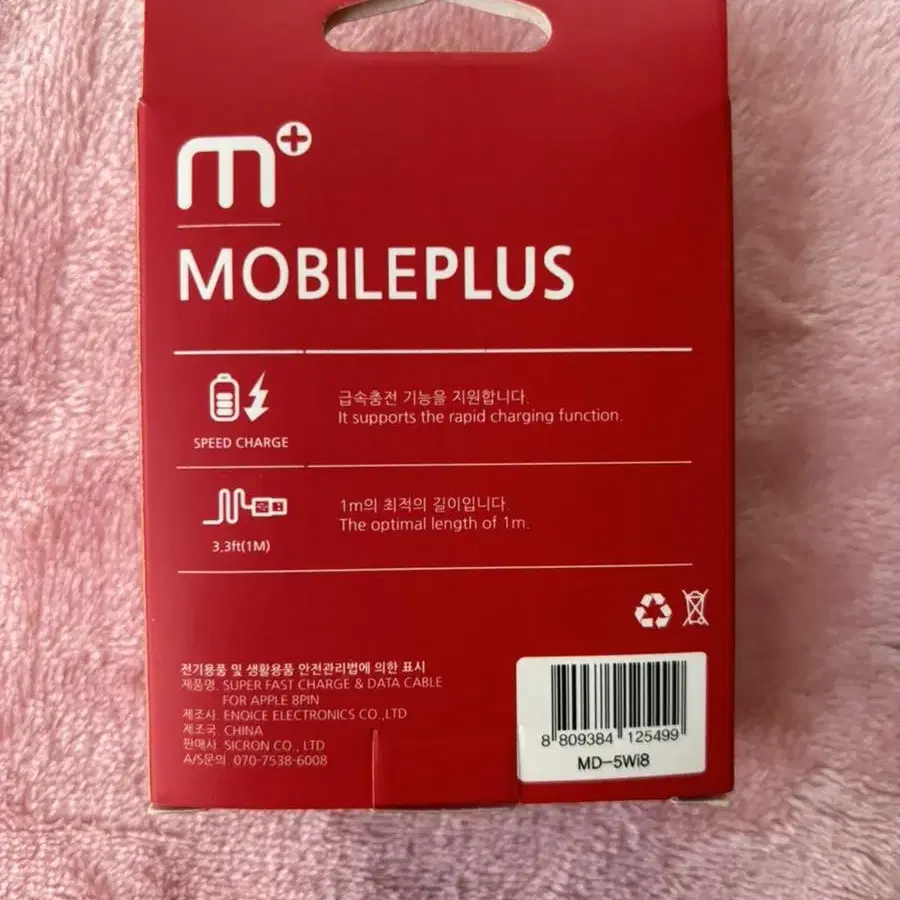 m+
MOBILEPLUS
SPEED CHARGE
급속충전 기능을 지원합니다.
It supports the rapid charging function.
3.3ft(1M)
1m의 최적의 길이입니다.
The optimal length of 1m.
전기용품 및 생활용품 안전관리법에 의한 표시
제품명. SUPER FAST CHARGE & DATA CABLE
FOR APPLE 8PIN
제조사. ENOICE ELECTRONICS CO.,LTD
제조국. CHINA
판매사. SICRON CO., LTD
A/S문의 070-7538-6008
8 809384 125499
MD-5Wi8